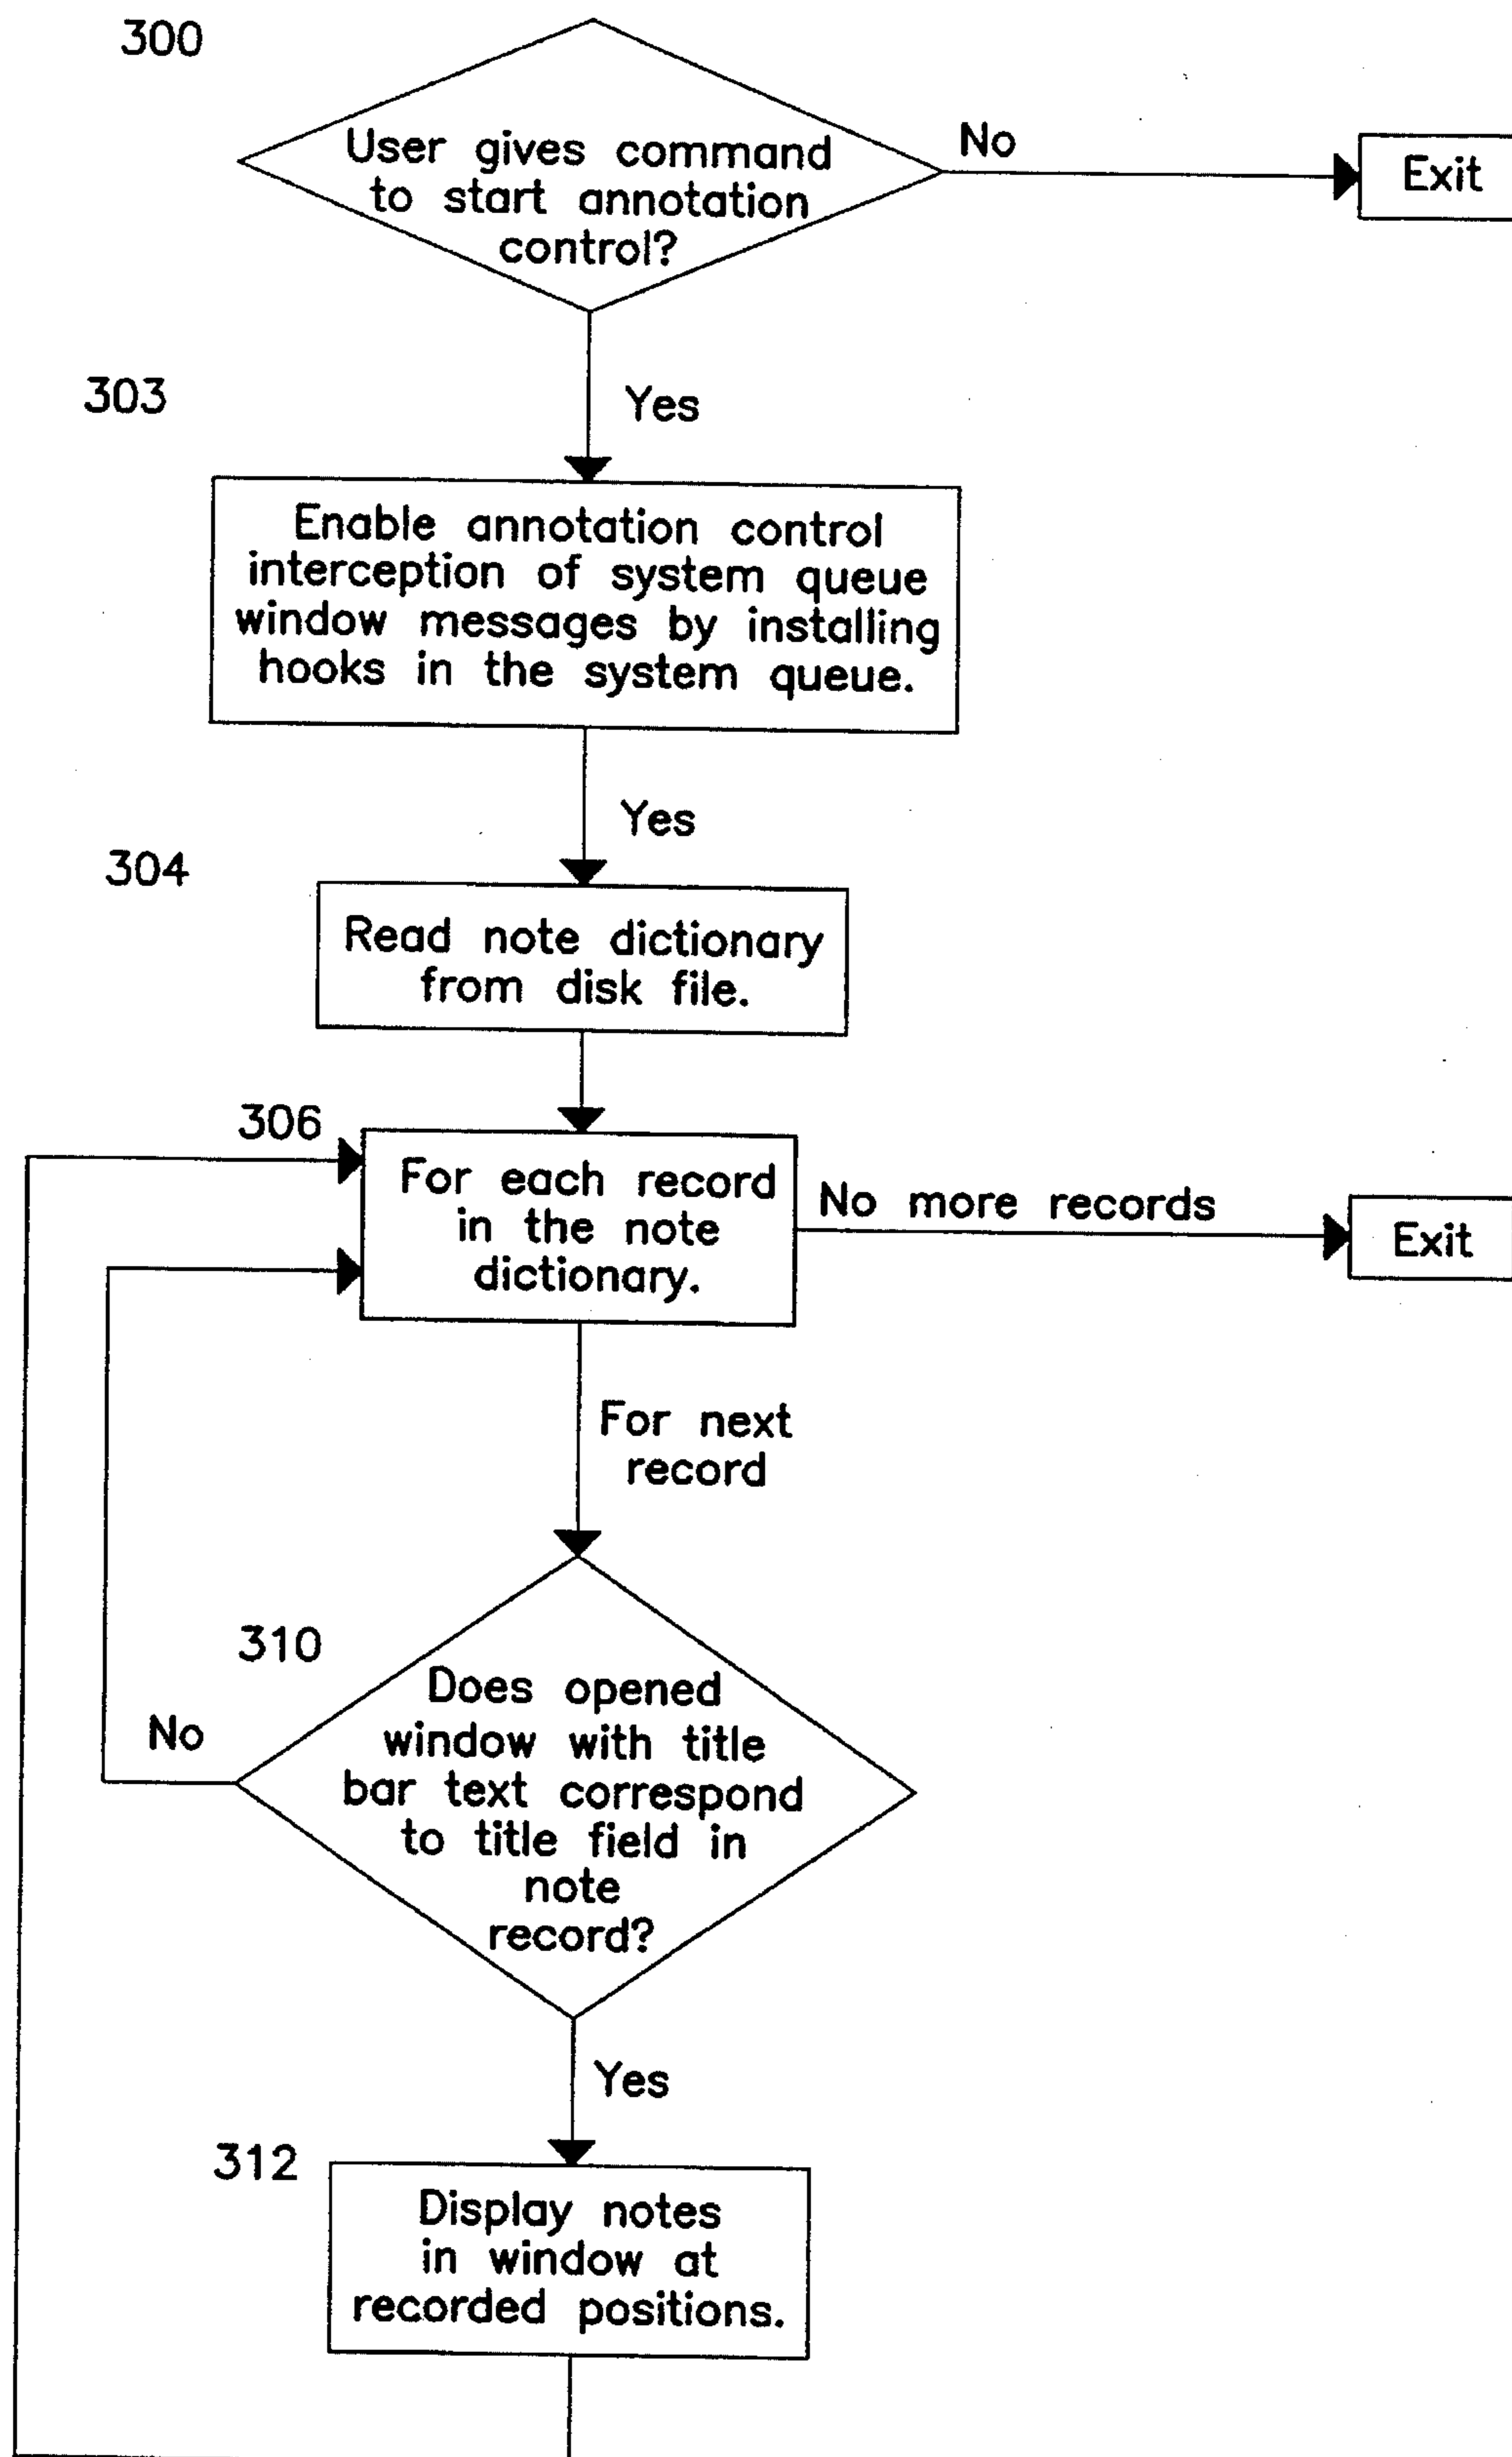 300
User gives command
to start annotation
control?
No
Exit
303
Yes
Enable annotation control
interception of system queue
window messages by installing
hooks in the system queue.
Yes
304
Read note dictionary
from disk file.
306
For each record
in the note
dictionary.
No more records
Exit
For next
record
310
Does opened
window with title
bar text correspond
to title field in
note
record?
No
Yes
312
Display notes
in window at
recorded positions.